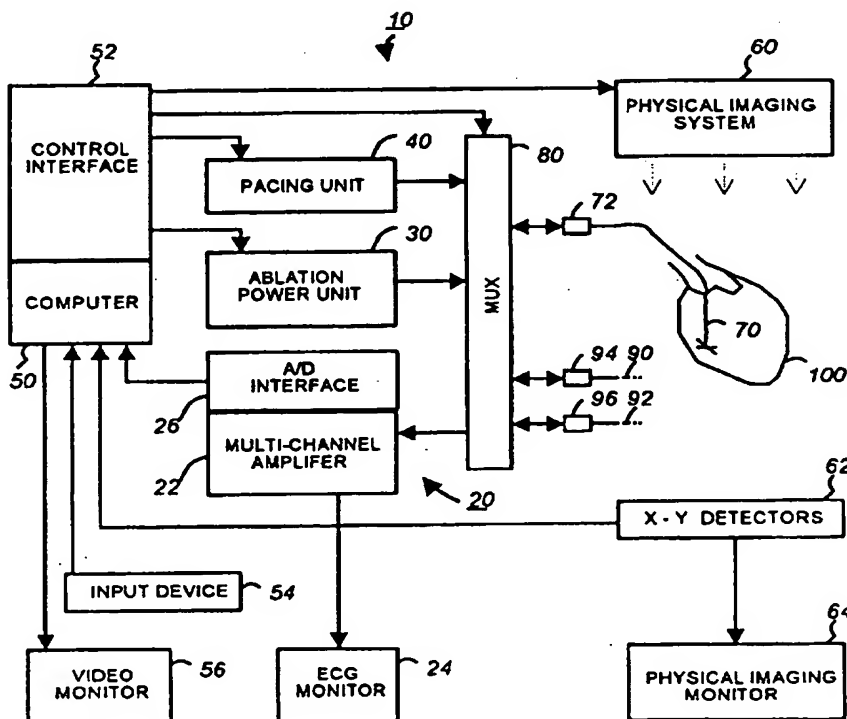 10
52
60
CONTROL
INTERFACE
PHYSICAL IMAGING
SYSTEM
40
80
PACING UNIT
72
30
ABLATION
POWER UNIT
COMPUTER
MUX
70
50
A/D
INTERFACE
94
90
100
26
96
92
MULTI-CHANNEL
AMPLIFER
22
62
20
X - Y DETECTORS
INPUT DEVICE
54
64
VIDEO
MONITOR
56
ECG
MONITOR
24
PHYSICAL IMAGING
MONITOR